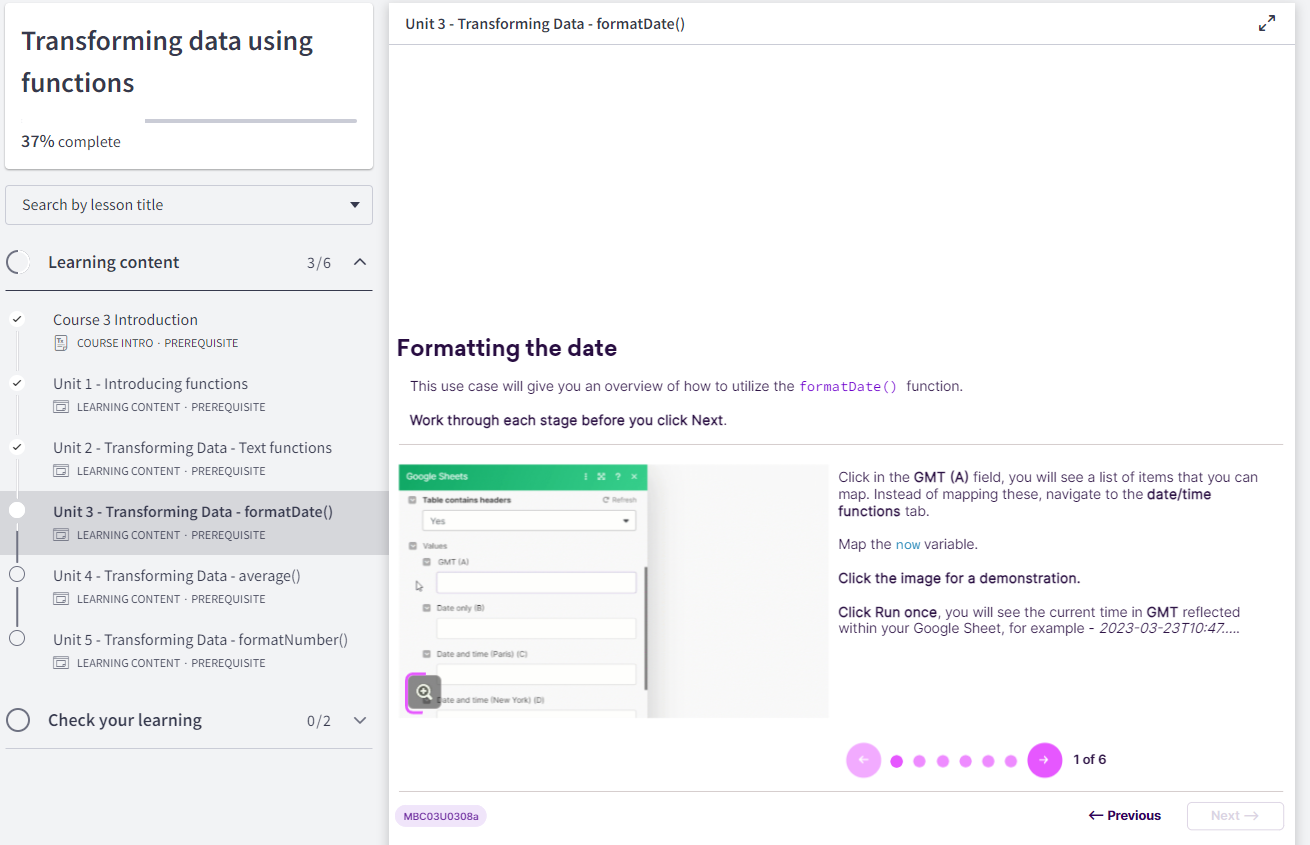 Transforming data using
functions
37% complete
Search by lesson title
Learning content 3/6
Course 3 Introduction
COURSE INTRO · PREREQUISITE
Unit 1 - Introducing functions
LEARNING CONTENT · PREREQUISITE
Unit 2 - Transforming Data - Text functions
LEARNING CONTENT · PREREQUISITE
Unit 3 - Transforming Data - formatDate()
LEARNING CONTENT · PREREQUISITE
Unit 4 - Transforming Data - average()
LEARNING CONTENT · PREREQUISITE
Unit 5 - Transforming Data - formatNumber()
LEARNING CONTENT · PREREQUISITE
Check your learning 0/2
Unit 3 - Transforming Data - formatDate()
Formatting the date
This use case will give you an overview of how to utilize the formatDate() function.
Work through each stage before you click Next.
Google Sheets
Table contains headers Refresh
Yes
Values
GMT (A)
Date only (B)
Date and time (Paris) (C)
Date and time (New York) (D)
Click in the GMT (A) field, you will see a list of items that you can
map. Instead of mapping these, navigate to the date/time
functions tab.
Map the now variable.
Click the image for a demonstration.
Click Run once, you will see the current time in GMT reflected
within your Google Sheet, for example - 2023-03-23T10:47.....
1 of 6
MBC03U0308a
← Previous
Next →